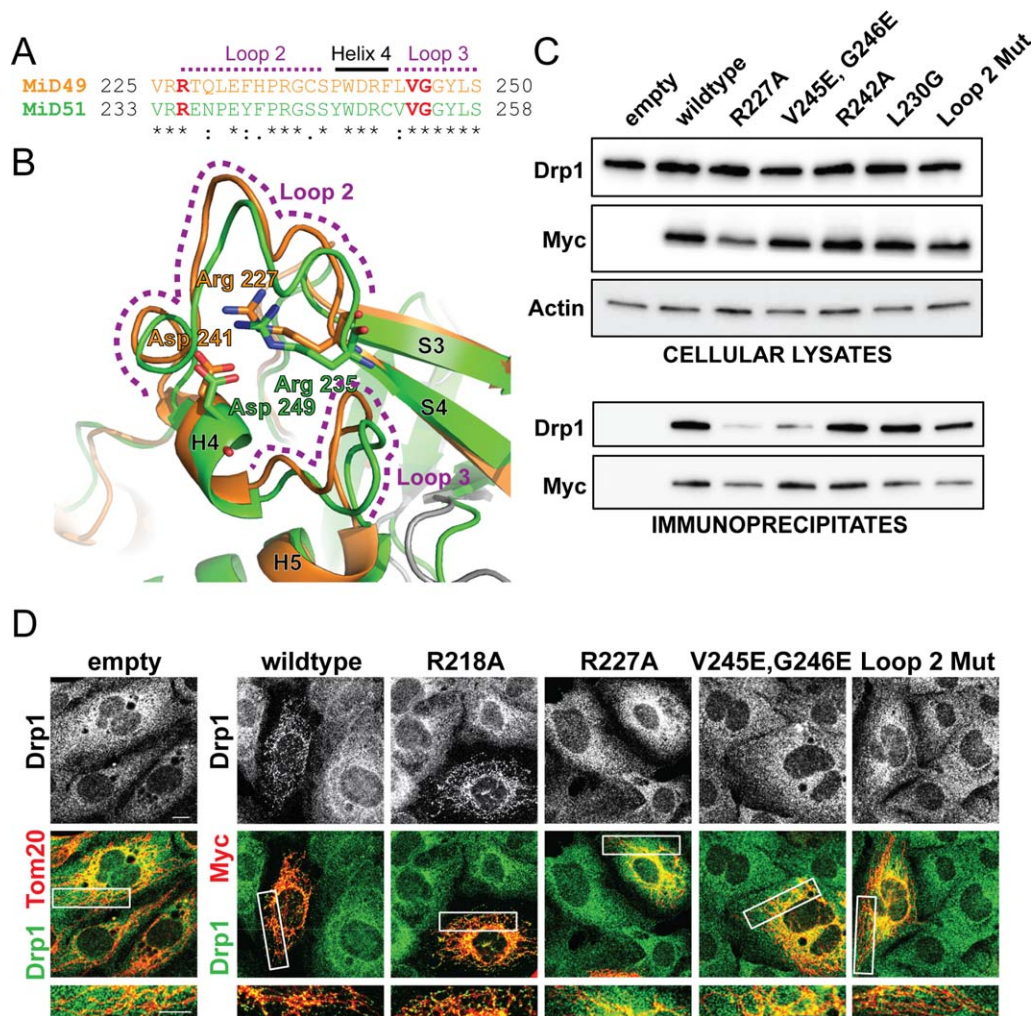 A
Loop 2 Helix 4 Loop 3
MiD49 225 VRRTQLEFHPRGCSPWDRFLVGGYLS 250
MiD51 233 VRRENPEYFPRGCSSYWDRCVVGGYLS 258
*** : *:. *** * *** :*******
B
Loop 2
Arg 227
Asp 241
S3
Arg 235
Asp 249
S4
H4
Loop 3
H5
C
empty wildtype R227A V245E, G246E R242A L230G Loop 2 Mut
Drp1
Myc
Actin
CELLULAR LYSATES
Drp1
Myc
IMMUNOPRECIPITATES
D
empty wildtype R218A R227A V245E,G246E Loop 2 Mut
Drp1 Drp1
Drp1 Tom20 Drp1 Myc